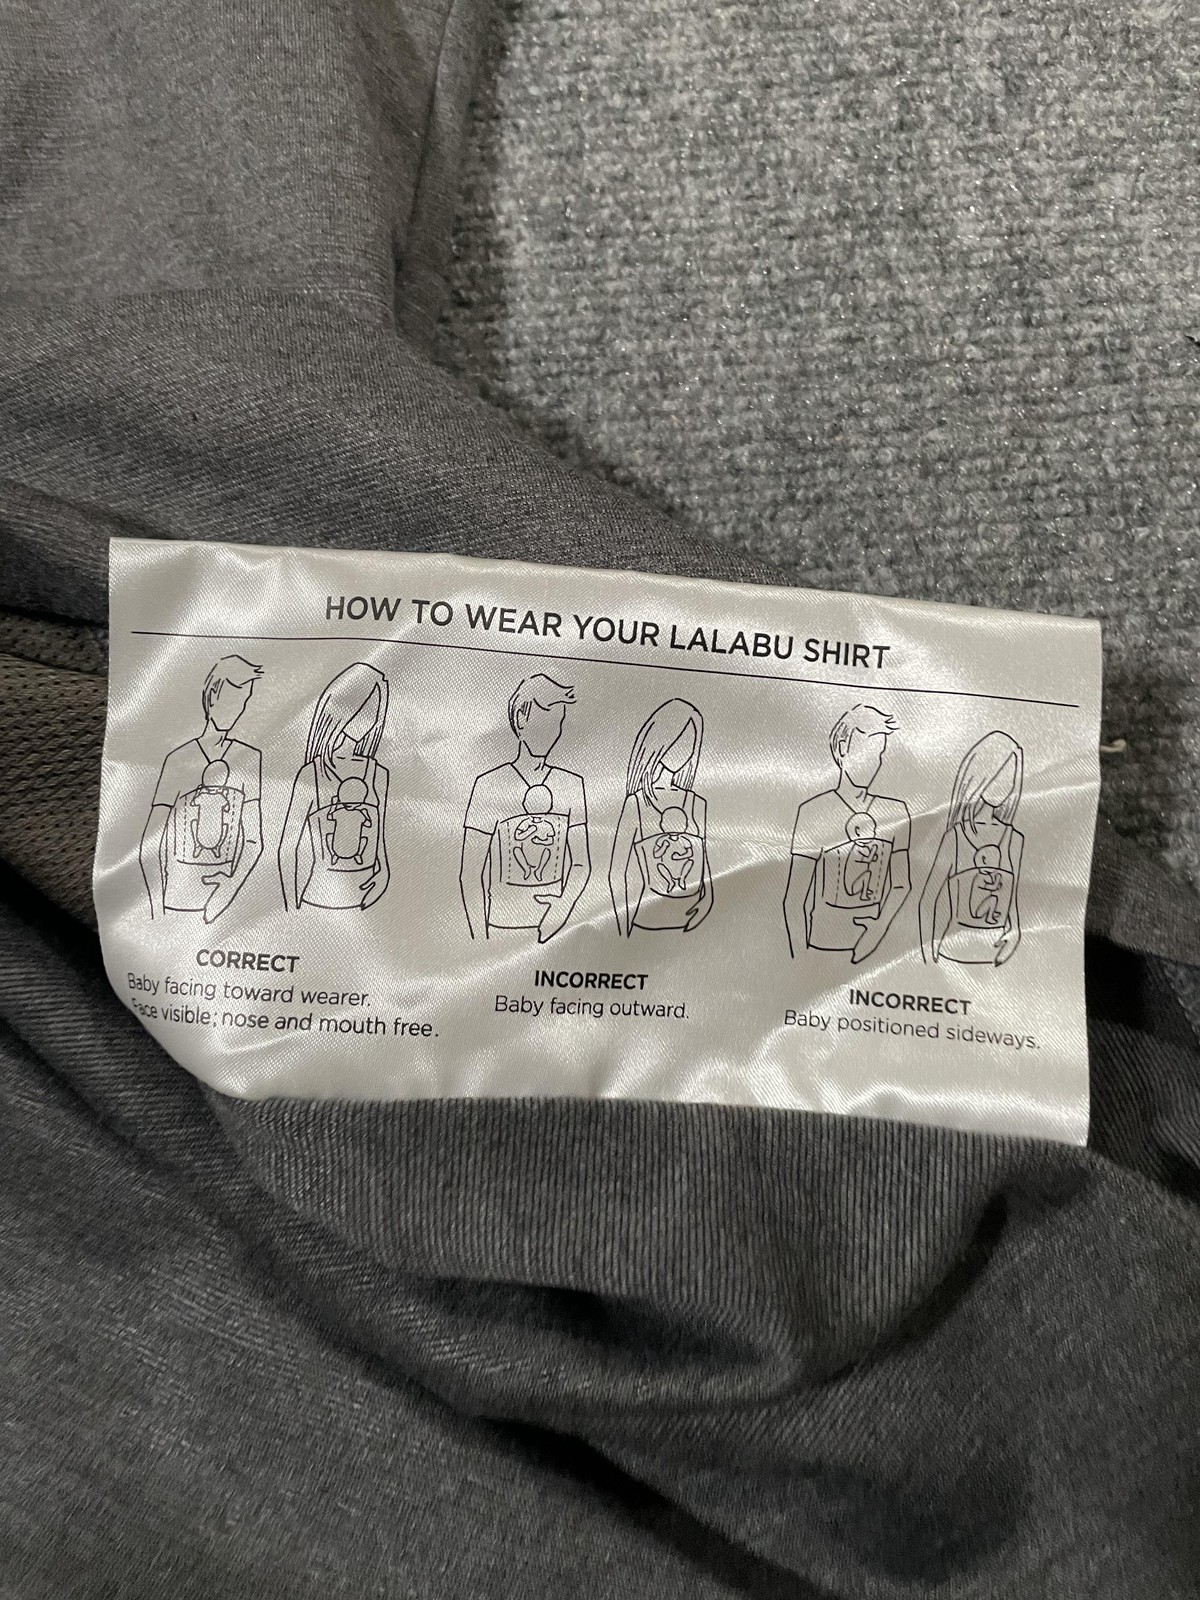 HOW TO WEAR YOUR LALABU SHIRT
CORRECT
Baby facing toward wearer.
Face visible; nose and mouth free.
INCORRECT
Baby facing outward.
INCORRECT
Baby positioned sideways.